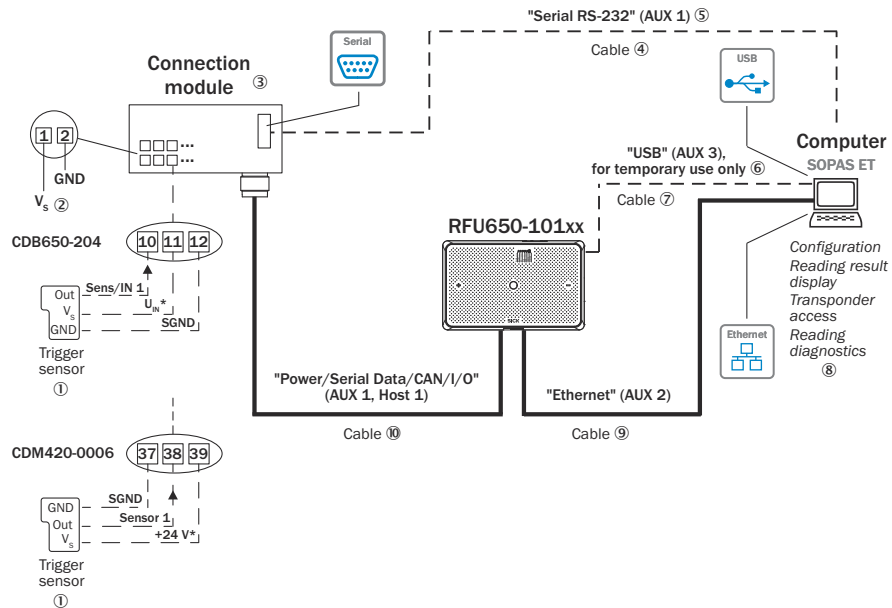 "Serial RS-232" (AUX 1) ⑤
Cable ④
Serial
USB
Connection
module ③
1 2 ...
...
GND
Vs ②
"USB" (AUX 3),
for temporary use only ⑥
Cable ⑦
Computer
SOPAS ET
RFU650-101xx
SICK
Configuration
Reading result
display
Transponder
access
Reading
diagnostics
⑧
Ethernet
CDB650-204
10 11 12
Out
Vs
GND
Sens/IN 1
UIN*
SGND
Trigger
sensor
①
"Power/Serial Data/CAN/I/O"
(AUX 1, Host 1)
Cable ⑩
"Ethernet" (AUX 2)
Cable ⑨
CDM420-0006
37 38 39
GND
Out
Vs
SGND
Sensor 1
+24 V*
Trigger
sensor
①